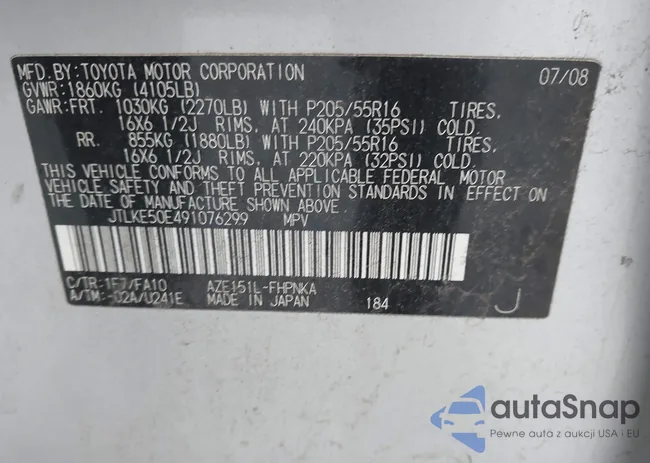 MFD. BY: TOYOTA MOTOR CORPORATION 07/08
GVWR: 1860KG (4105LB)
GAWR: FRT. 1030KG (2270LB) WITH P205/55R16 TIRES,
16X6 1/2J RIMS, AT 240KPA (35PSI) COLD.
RR. 855KG (1880LB) WITH P205/55R16 TIRES,
16X6 1/2J RIMS, AT 220KPA (32PSI) COLD.
THIS VEHICLE CONFORMS TO ALL APPLICABLE FEDERAL MOTOR
VEHICLE SAFETY AND THEFT PREVENTION STANDARDS IN EFFECT ON
THE DATE OF MANUFACTURE SHOWN ABOVE.
JTLKE50E491076299 MPV
C/TR: 1F7/FA10 AZE151L-FHPNKA
A/TM: -02A/U241E MADE IN JAPAN 184 J
autoSnap
Pewne auta z aukcji USA i EU